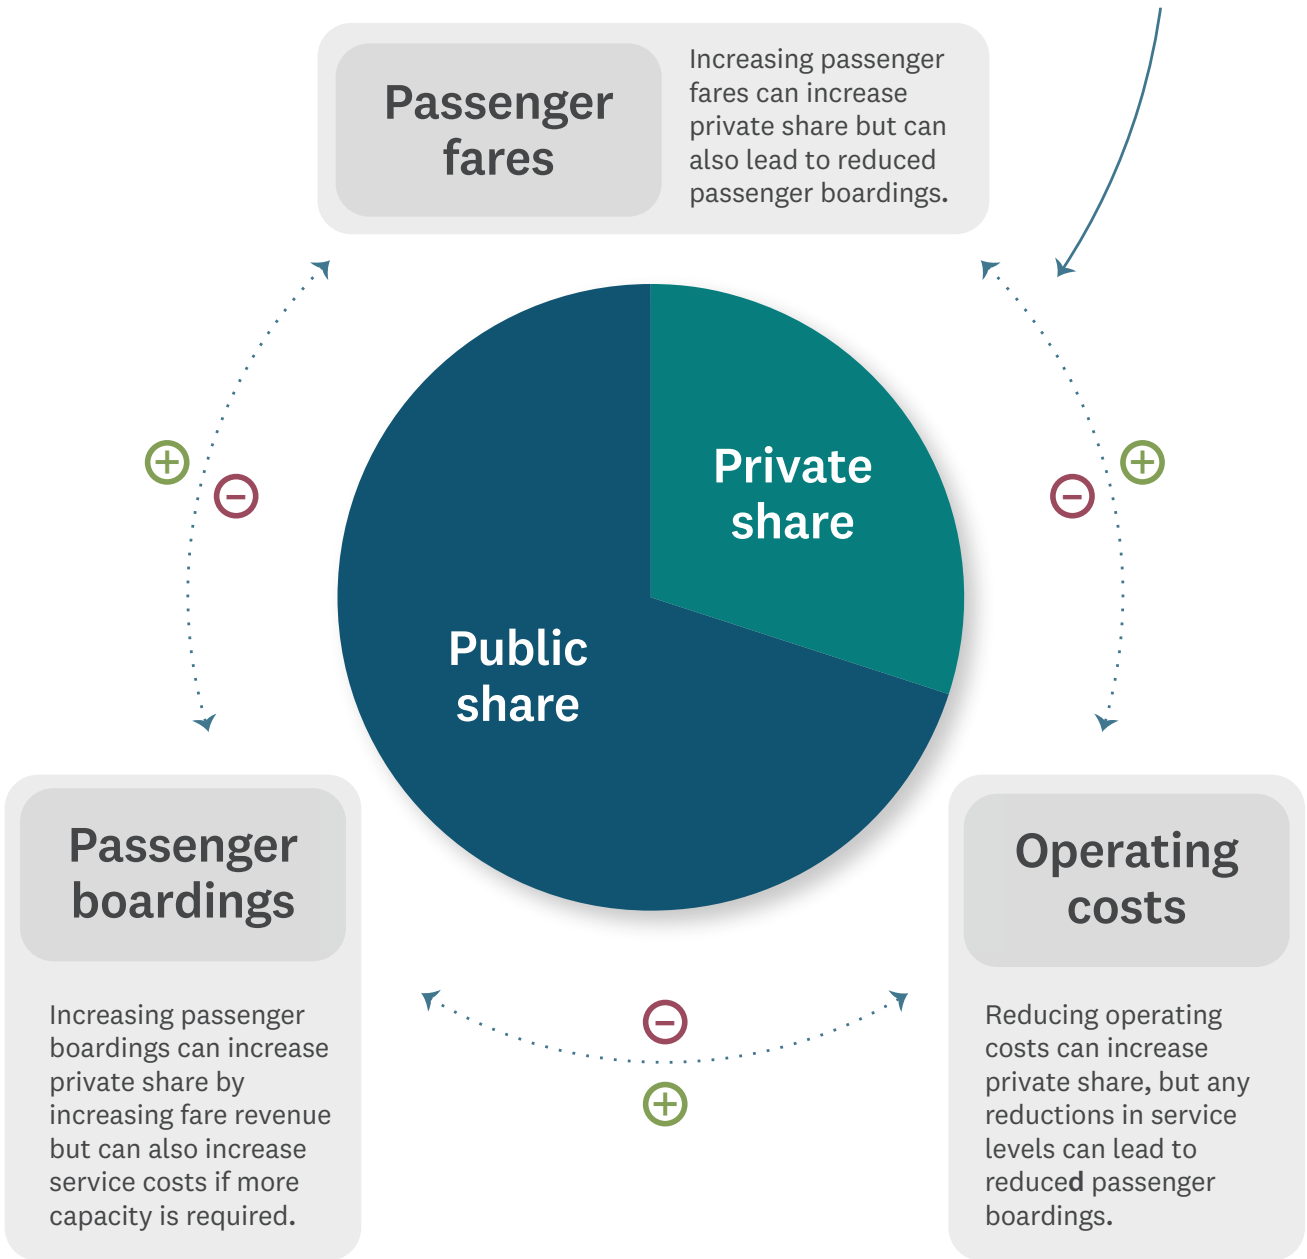 Passenger
fares
Increasing passenger
fares can increase
private share but can
also lead to reduced
passenger boardings.
+
−
−
+
Private
share
Public
share
Passenger
boardings
Increasing passenger
boardings can increase
private share by
increasing fare revenue
but can also increase
service costs if more
capacity is required.
−
+
Operating
costs
Reducing operating
costs can increase
private share, but any
reductions in service
levels can lead to
reduced passenger
boardings.